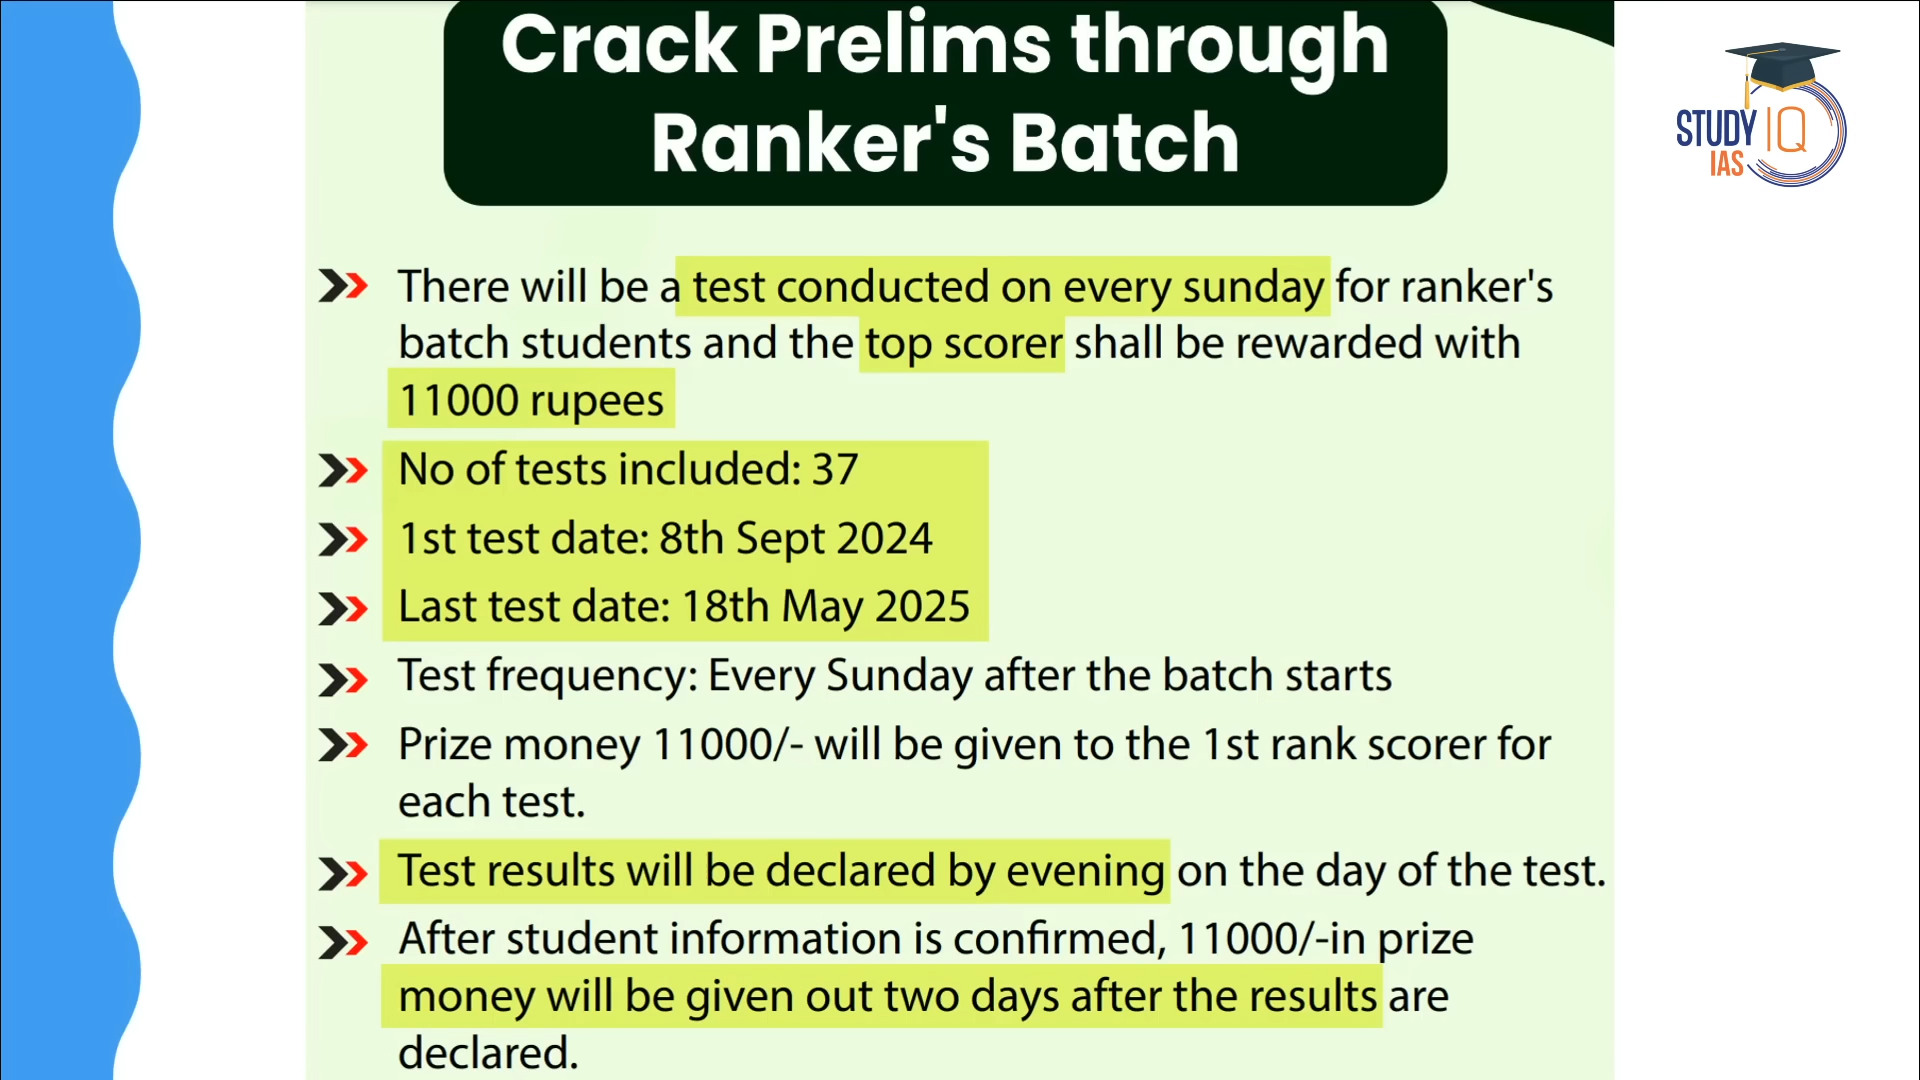 Crack Prelims through
Ranker's Batch
STUDY IQ
IAS
There will be a test conducted on every sunday for ranker's
batch students and the top scorer shall be rewarded with
11000 rupees
No of tests included: 37
1st test date: 8th Sept 2024
Last test date: 18th May 2025
Test frequency: Every Sunday after the batch starts
Prize money 11000/- will be given to the 1st rank scorer for
each test.
Test results will be declared by evening on the day of the test.
After student information is confirmed, 11000/-in prize
money will be given out two days after the results are
declared.